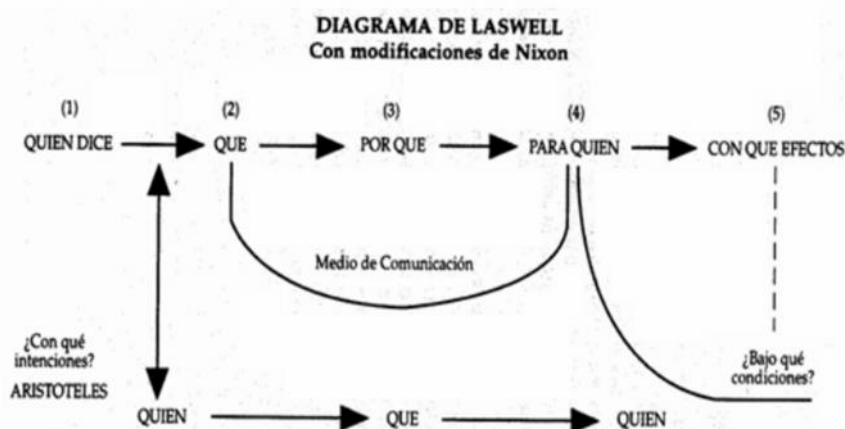 DIAGRAMA DE LASWELL
Con modificaciones de Nixon
(1) (2) (3) (4) (5)
QUIEN DICE QUE POR QUE PARA QUIEN CON QUE EFECTOS
Medio de Comunicación
¿Con qué
intenciones?
ARISTOTELES
¿Bajo qué
condiciones?
QUIEN QUE QUIEN